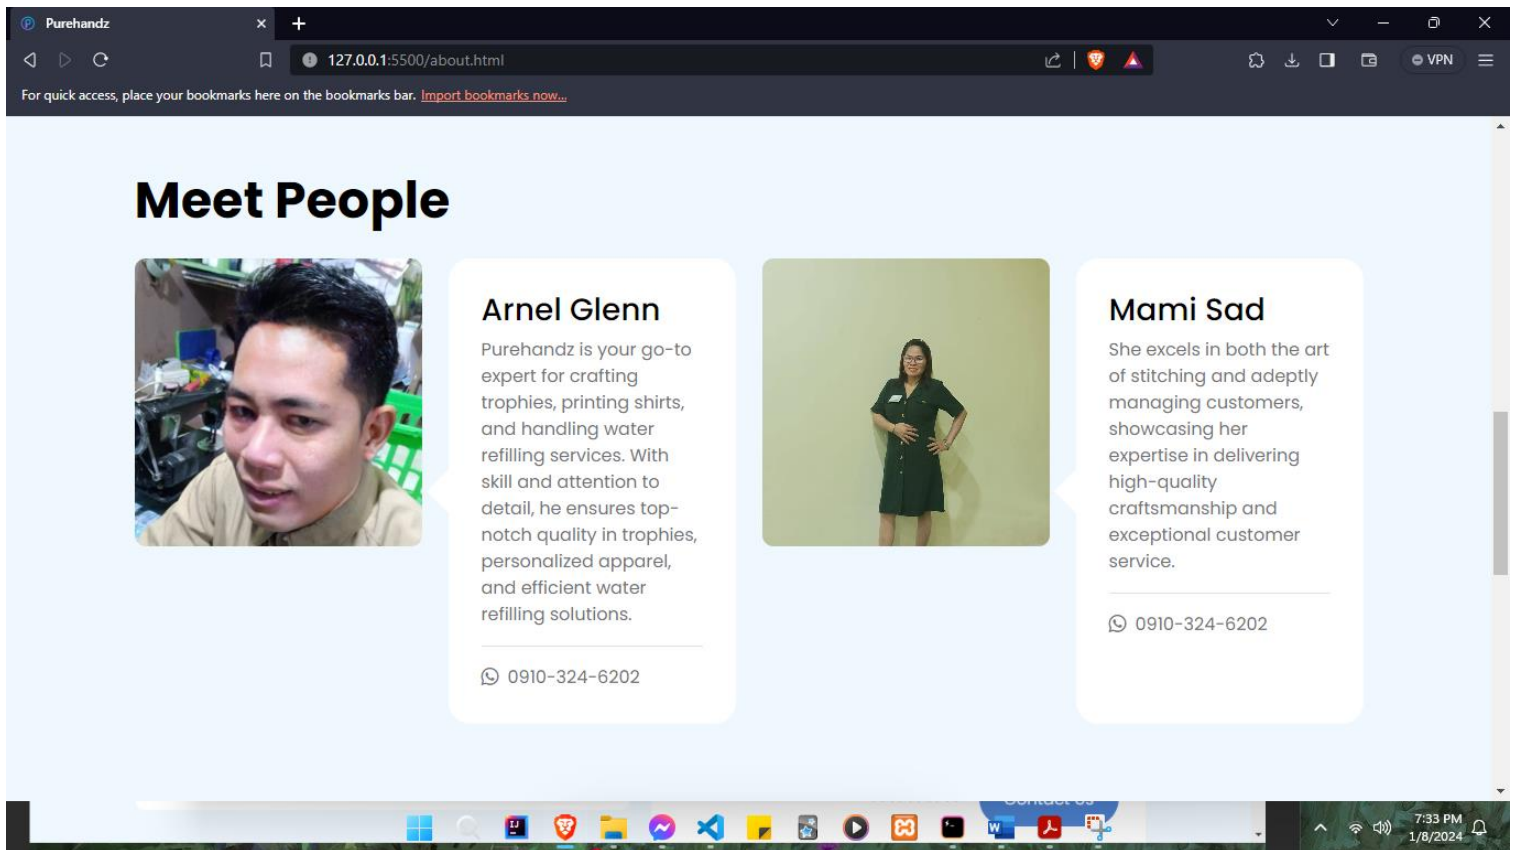 Purehandz
127.0.0.1:5500/about.html
VPN
For quick access, place your bookmarks here on the bookmarks bar. Import bookmarks now...
Meet People
Arnel Glenn
Purehandz is your go-to
expert for crafting
trophies, printing shirts,
and handling water
refilling services. With
skill and attention to
detail, he ensures top-
notch quality in trophies,
personalized apparel,
and efficient water
refilling solutions.
0910-324-6202
Mami Sad
She excels in both the art
of stitching and adeptly
managing customers,
showcasing her
expertise in delivering
high-quality
craftsmanship and
exceptional customer
service.
0910-324-6202
Contact Us
7:33 PM
1/8/2024